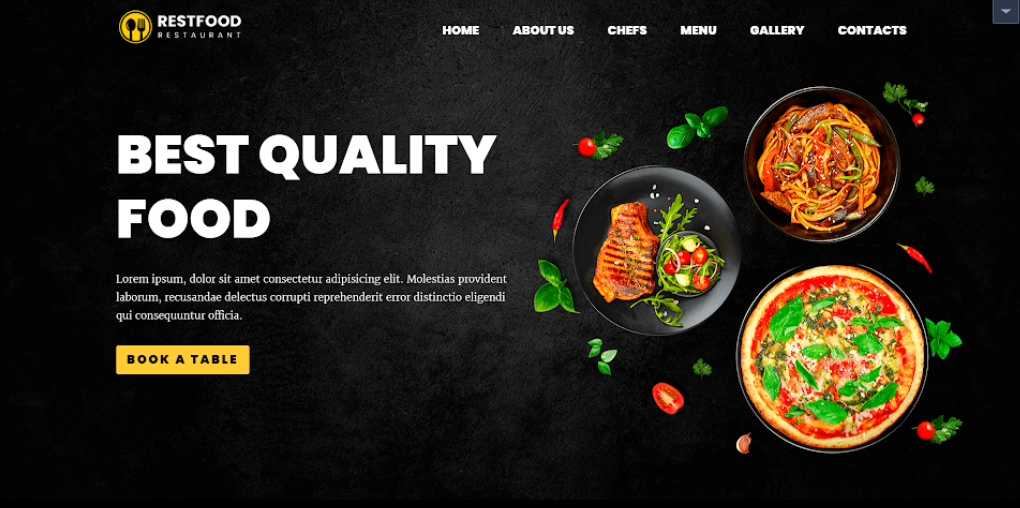 RESTFOOD
RESTAURANT
HOME ABOUT US CHEFS MENU GALLERY CONTACTS
BEST QUALITY
FOOD
Lorem ipsum, dolor sit amet consectetur adipisicing elit. Molestias provident
laborum, recusandae delectus corrupti reprehenderit error distinctio eligendi
qui consequuntur officia.
BOOK A TABLE